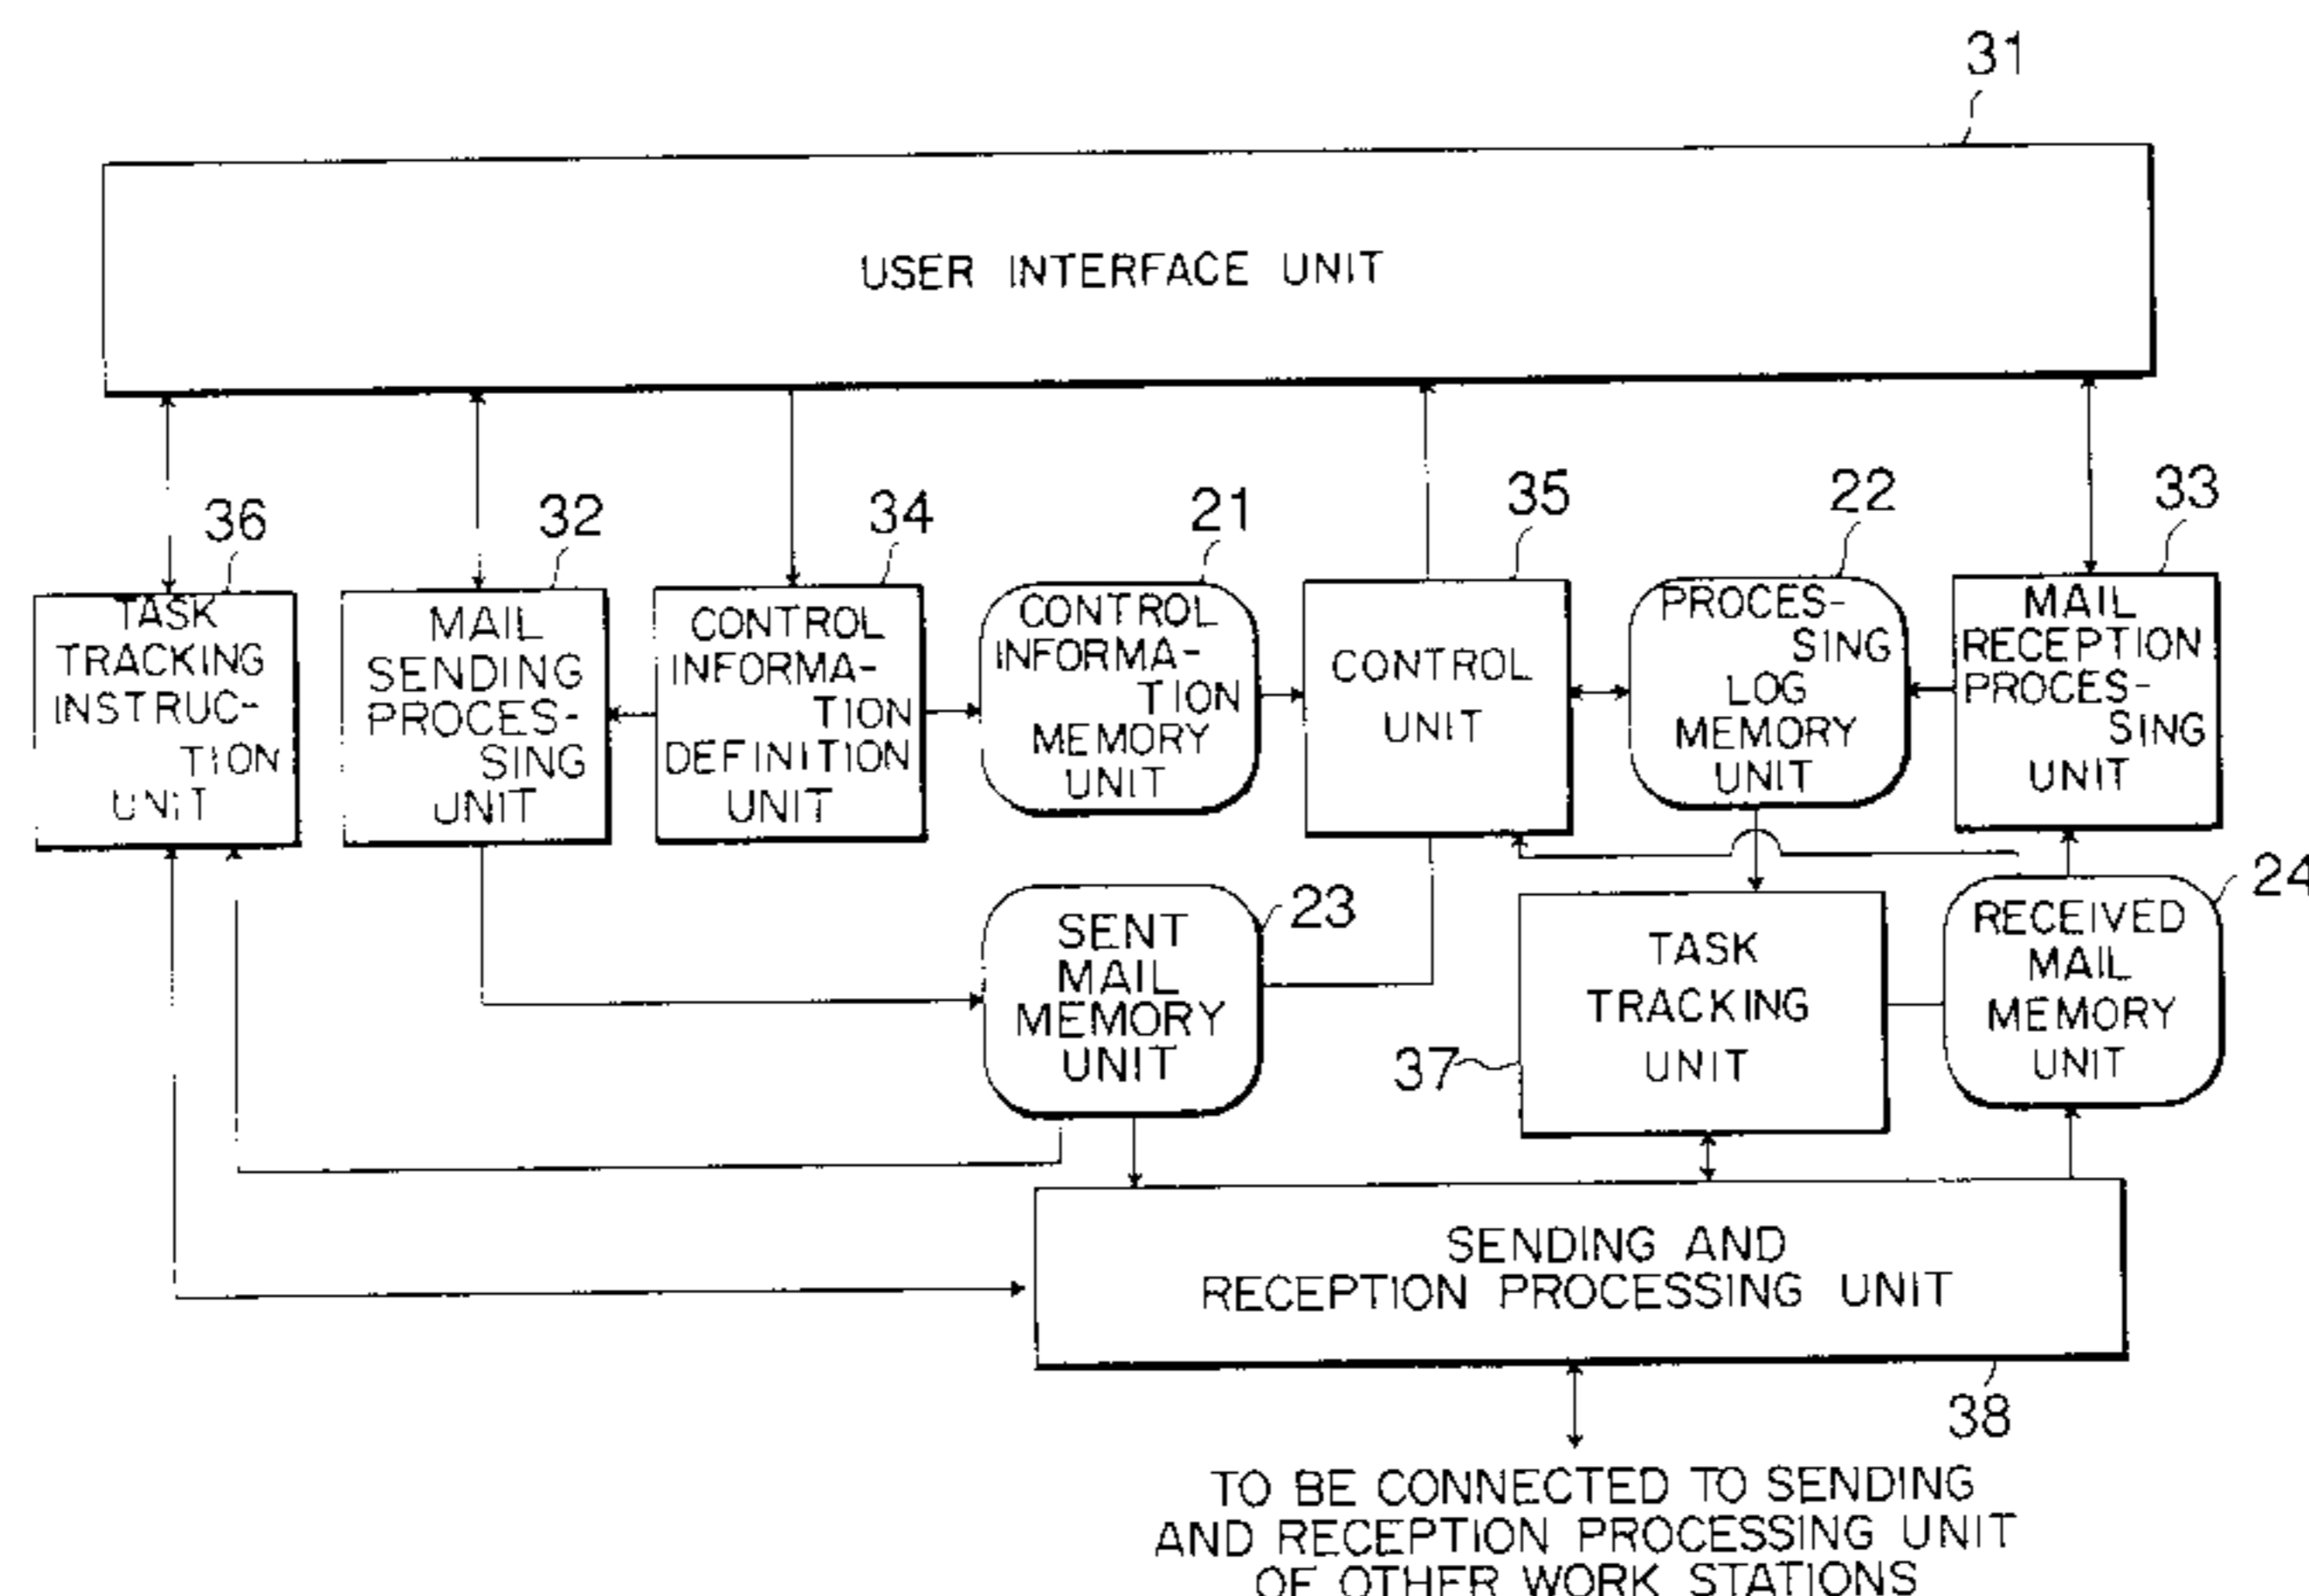 31
USER INTERFACE UNIT
36
32
34
21
35
22
33
TASK
TRACKING
INSTRUC-
TION
UNIT
MAIL
SENDING
PROCES-
SING
UNIT
CONTROL
INFORMA-
TION
DEFINITION
UNIT
CONTROL
INFORMA-
TION
MEMORY
UNIT
CONTROL
UNIT
PROCES-
SING
LOG
MEMORY
UNIT
MAIL
RECEPTION
PROCES-
SING
UNIT
23
SENT
MAIL
MEMORY
UNIT
37
TASK
TRACKING
UNIT
24
RECEIVED
MAIL
MEMORY
UNIT
SENDING AND
RECEPTION PROCESSING UNIT
38
TO BE CONNECTED TO SENDING
AND RECEPTION PROCESSING UNIT
OF OTHER WORK STATIONS